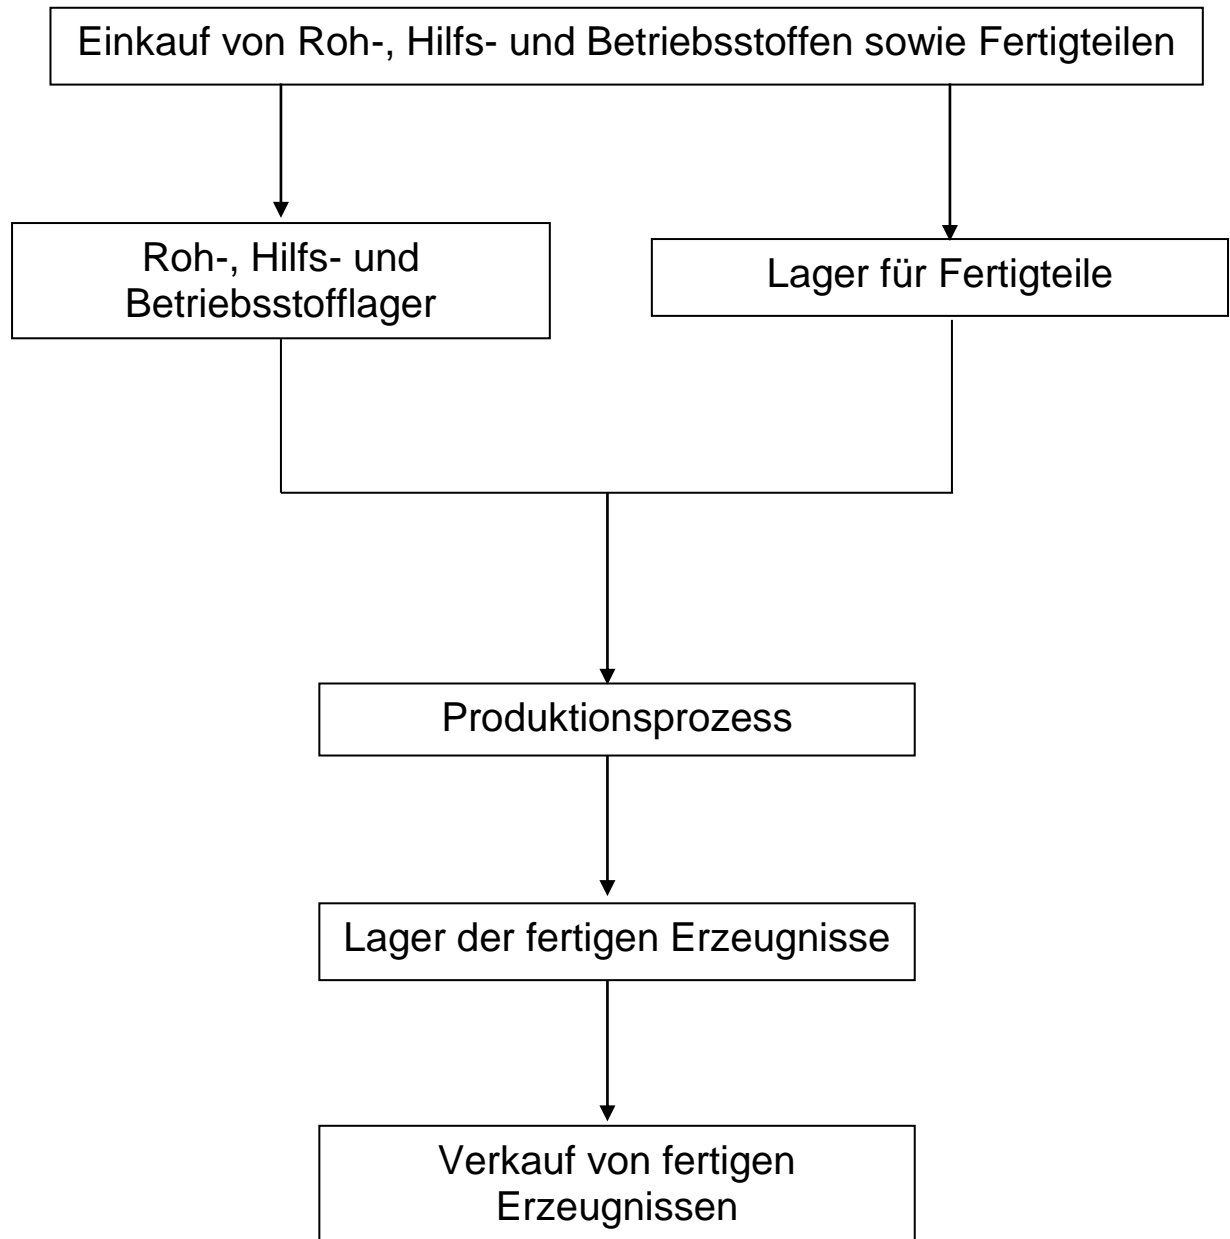 Einkauf von Roh-, Hilfs- und Betriebsstoffen sowie Fertigteilen
Roh-, Hilfs- und
Betriebsstofflager
Lager für Fertigteile
Produktionsprozess
Lager der fertigen Erzeugnisse
Verkauf von fertigen
Erzeugnissen